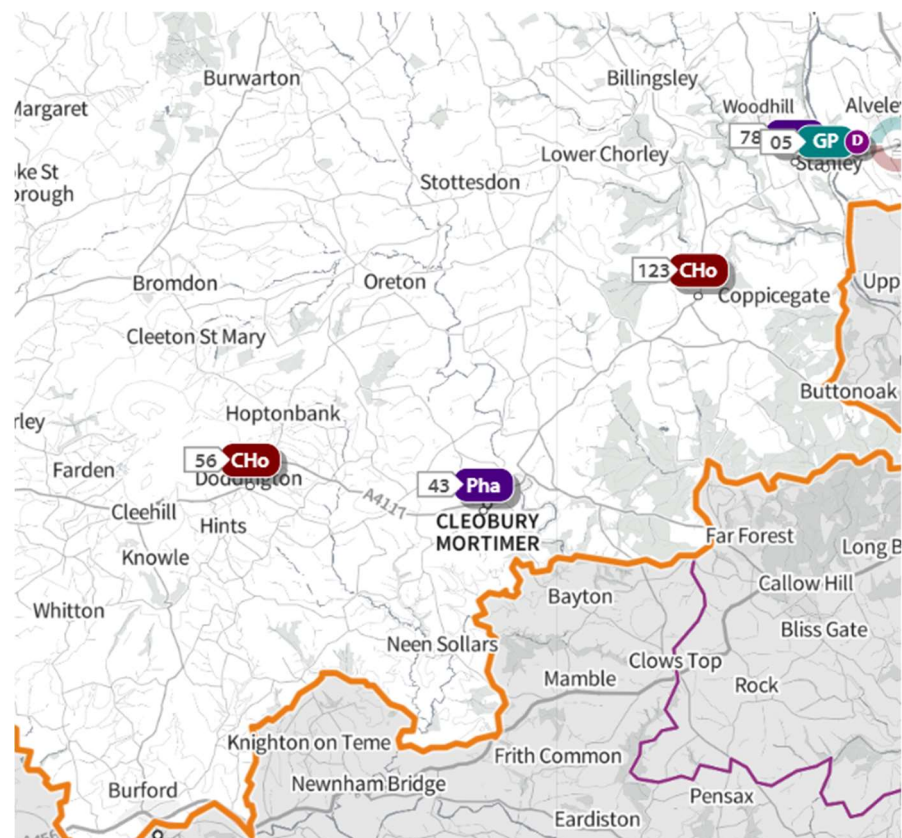 Burwarton
Billingsley
Margaret
Woodhill
Alveley
78
05
GP
D
Lower Chorley
Stanley
Stottesdon
ke St
orough
123
CHo
Bromdon
Oreton
Coppicegate
Upp
Cleeton St Mary
Buttonoak
Hoptonbank
rley
56
CHo
Farden
Doddington
43
Pha
A4117
Cleehill
Hints
CLEOBURY
MORTIMER
Far Forest
Long B
Knowle
Callow Hill
Bayton
Whitton
Bliss Gate
Neen Sollars
Clows Top
Mamble
Rock
Knighton on Teme
Frith Common
Newnham Bridge
Burford
Pensax
Eardiston